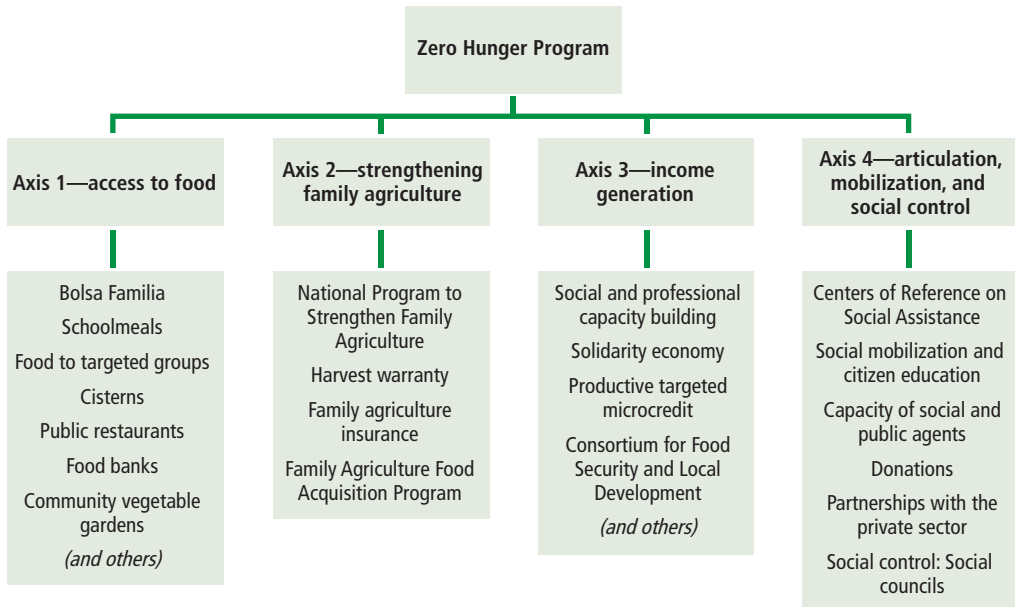 Zero Hunger Program
Axis 1—access to food
Axis 2—strengthening
family agriculture
Axis 3—income
generation
Axis 4—articulation,
mobilization, and
social control
Bolsa Familia
Schoolmeals
Food to targeted groups
Cisterns
Public restaurants
Food banks
Community vegetable
gardens
(and others)
National Program to
Strengthen Family
Agriculture
Harvest warranty
Family agriculture
insurance
Family Agriculture Food
Acquisition Program
Social and professional
capacity building
Solidarity economy
Productive targeted
microcredit
Consortium for Food
Security and Local
Development
(and others)
Centers of Reference on
Social Assistance
Social mobilization and
citizen education
Capacity of social and
public agents
Donations
Partnerships with the
private sector
Social control: Social
councils